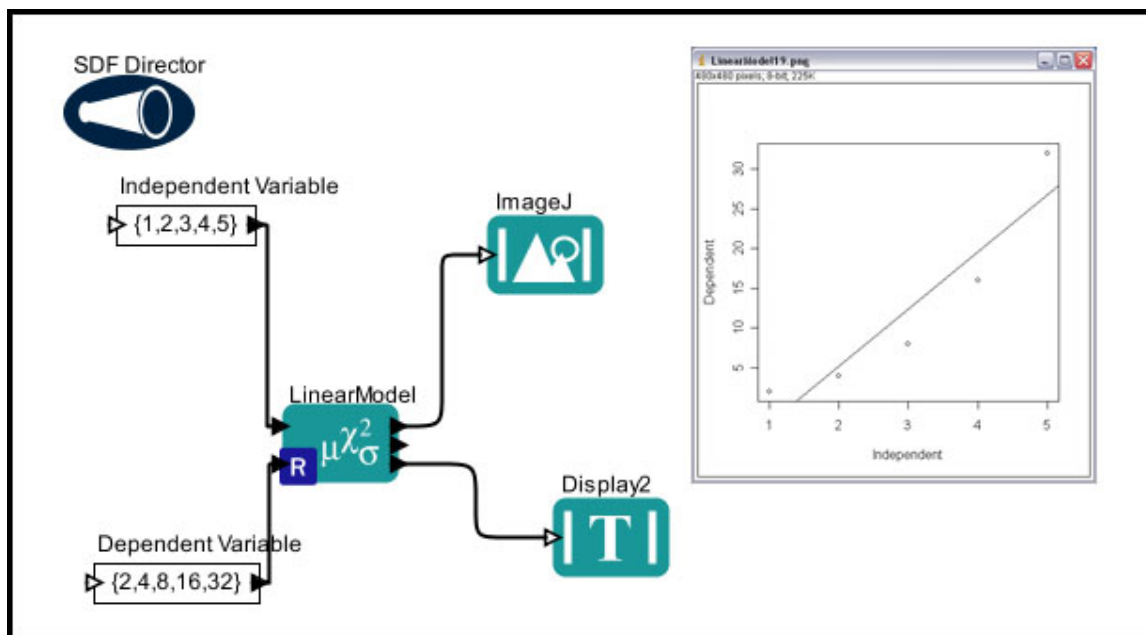 SDF Director
Independent Variable
{1,2,3,4,5}
ImageJ
LinearModel
R
μχ²σ
Dependent Variable
{2,4,8,16,32}
Display2
T
LinearModel19.png
480x480 pixels; 8-bit; 225K
Dependent
30
25
20
15
10
5
1 2 3 4 5
Independent